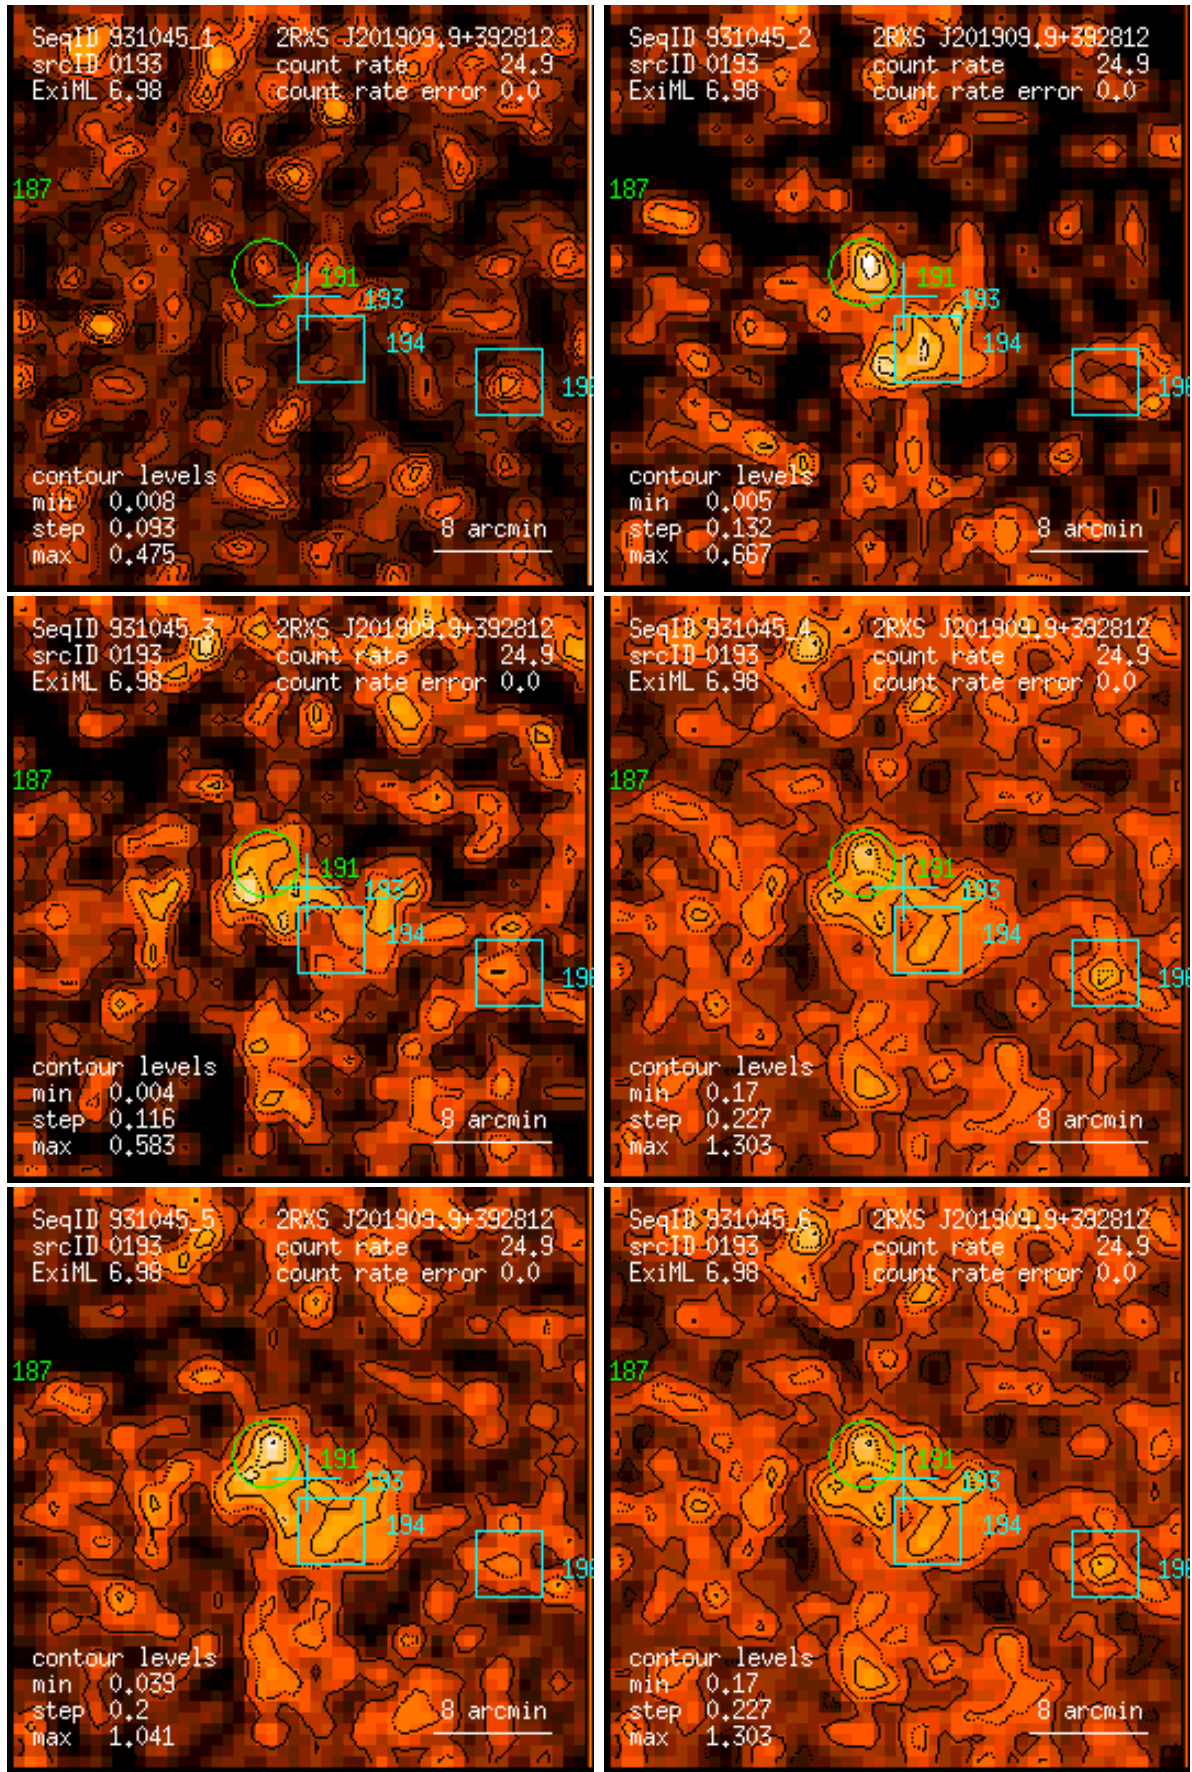 SeqID 931045_1 2RXS J201909.9+392812
srcID 0193 count rate 24.9
ExiML 6.98 count rate error 0.0
187
191
193
194
198
contour levels
min 0.008
step 0.093 8 arcmin
max 0.475
SeqID 931045_2 2RXS J201909.9+392812
srcID 0193 count rate 24.9
ExiML 6.98 count rate error 0.0
187
191
193
194
contour levels
min 0.005
step 0.132 8 arcmin
max 0.667
SeqID 931045_3 2RXS J201909.9+392812
srcID 0193 count rate 24.9
ExiML 6.98 count rate error 0.0
187
191
193
194
contour levels
min 0.004
step 0.116 8 arcmin
max 0.583
SeqID 931045_4 2RXS J201909.9+392812
srcID 0193 count rate 24.9
ExiML 6.98 count rate error 0.0
187
191
193
194
contour levels
min 0.17
step 0.227 8 arcmin
max 1.303
SeqID 931045_5 2RXS J201909.9+392812
srcID 0193 count rate 24.9
ExiML 6.98 count rate error 0.0
187
191
193
194
contour levels
min 0.039
step 0.2 8 arcmin
max 1.041
SeqID 931045_6 2RXS J201909.9+392812
srcID 0193 count rate 24.9
ExiML 6.98 count rate error 0.0
187
191
193
194
contour levels
min 0.17
step 0.227 8 arcmin
max 1.303